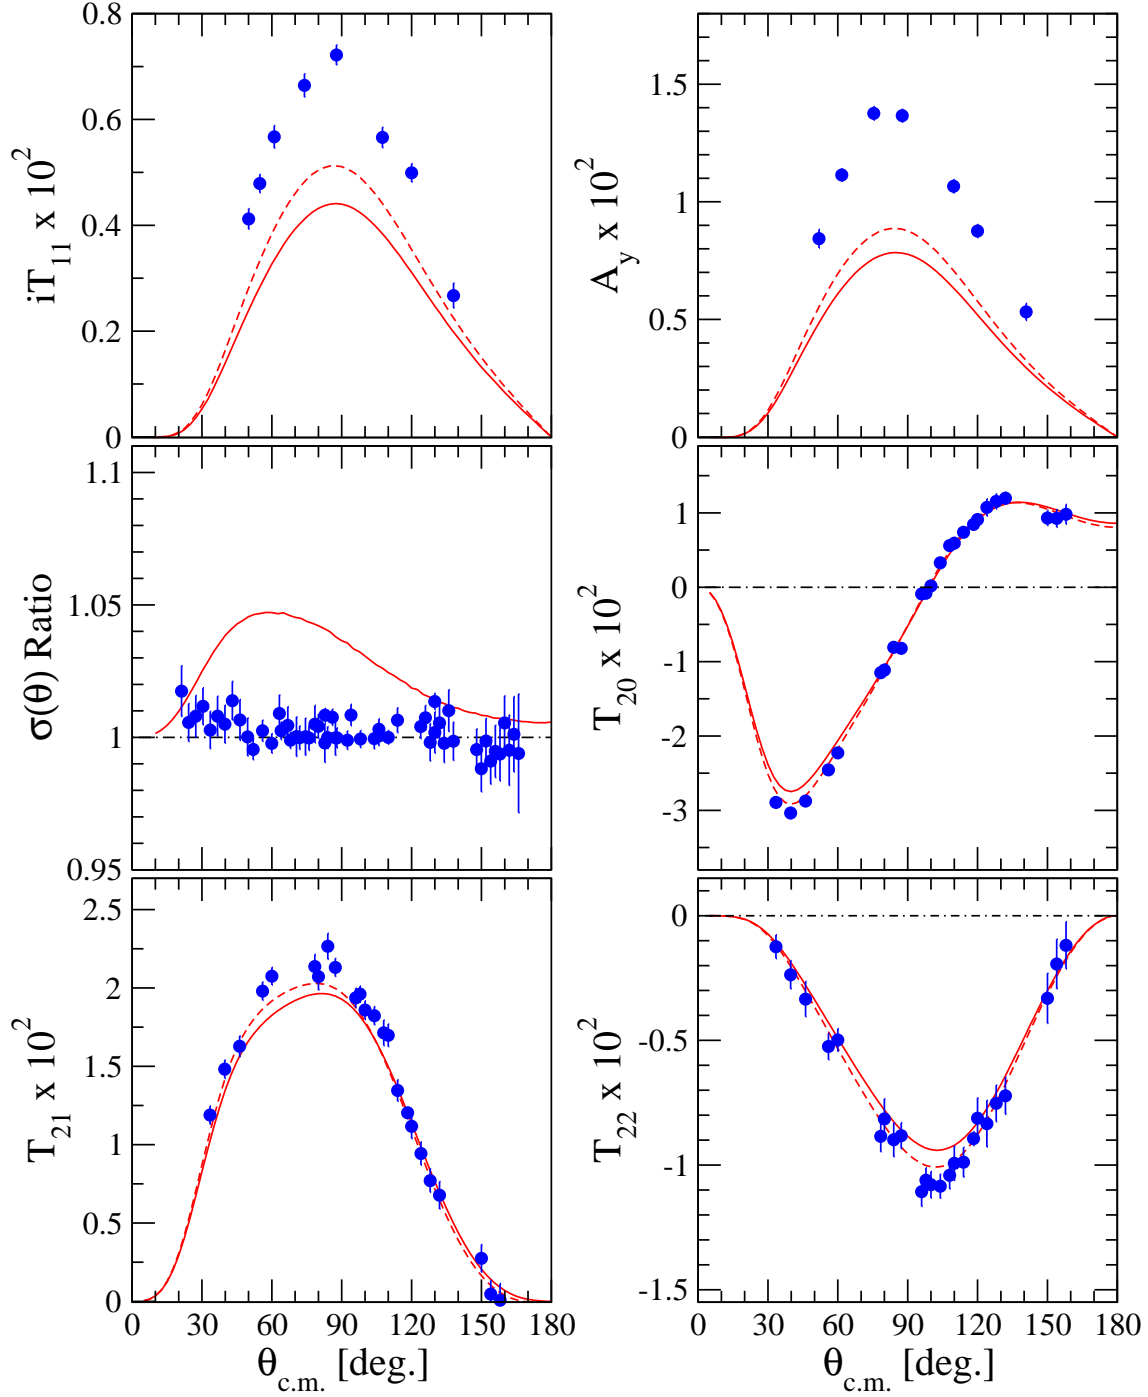 0.8
0.6
0.4
0.2
0
iT11 x 10^2
1.5
1
0.5
0
Ay x 10^2
1.1
1.05
1
0.95
σ(θ) Ratio
1
0
-1
-2
-3
T20 x 10^2
2.5
2
1.5
1
0.5
0
T21 x 10^2
0 30 60 90 120 150 180
θc.m. [deg.]
0
-0.5
-1
-1.5
T22 x 10^2
0 30 60 90 120 150 180
θc.m. [deg.]